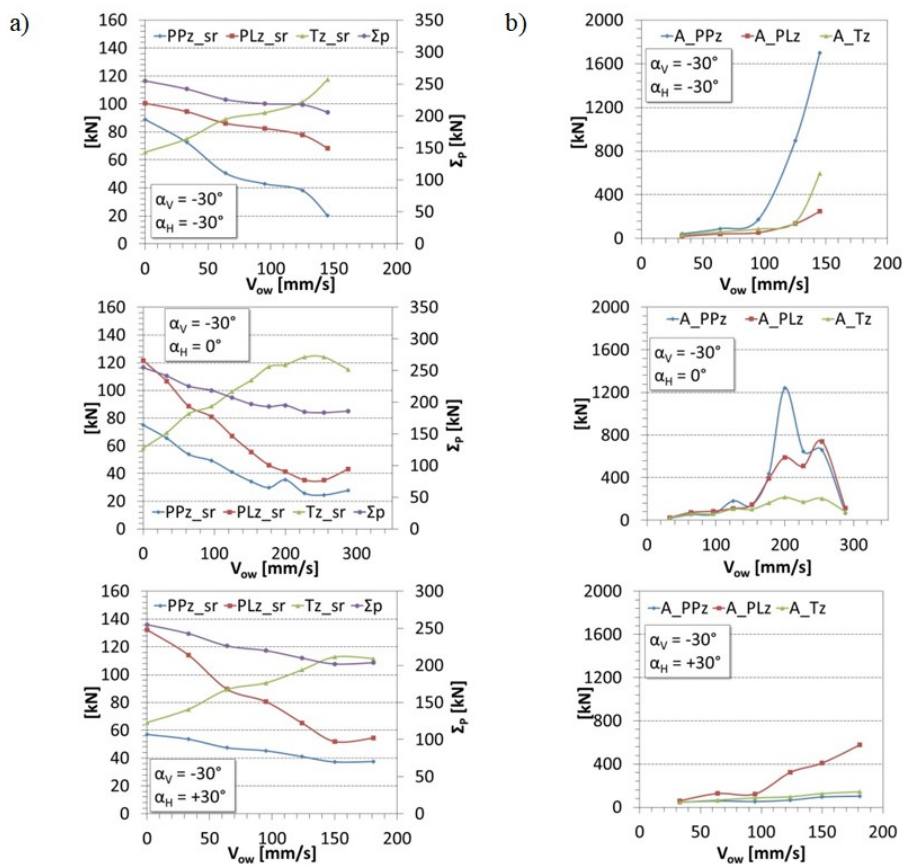 a)
PPz_sr PLz_sr Tz_sr Σp
[kN]
160
140
120
100
80
60
40
20
0
350
300
250
200
150
100
50
0
Σp [kN]
αV = -30°
αH = -30°
0 50 100 150 200
Vow [mm/s]
b)
A_PPz A_PLz A_Tz
[kN]
2000
1600
1200
800
400
0
αV = -30°
αH = -30°
0 50 100 150 200
Vow [mm/s]
[kN]
160
140
120
100
80
60
40
20
0
αV = -30°
αH = 0°
350
300
250
200
150
100
50
0
Σp [kN]
PPz_sr PLz_sr Tz_sr Σp
0 100 200 300
Vow [mm/s]
A_PPz A_PLz A_Tz
[kN]
2000
1600
1200
800
400
0
αV = -30°
αH = 0°
0 100 200 300
Vow [mm/s]
PPz_sr PLz_sr Tz_sr Σp
[kN]
160
140
120
100
80
60
40
20
0
300
250
200
150
100
50
0
Σp [kN]
αV = -30°
αH = +30°
0 50 100 150 200
Vow [mm/s]
A_PPz A_PLz A_Tz
[kN]
2000
1600
1200
800
400
0
αV = -30°
αH = +30°
0 50 100 150 200
Vow [mm/s]